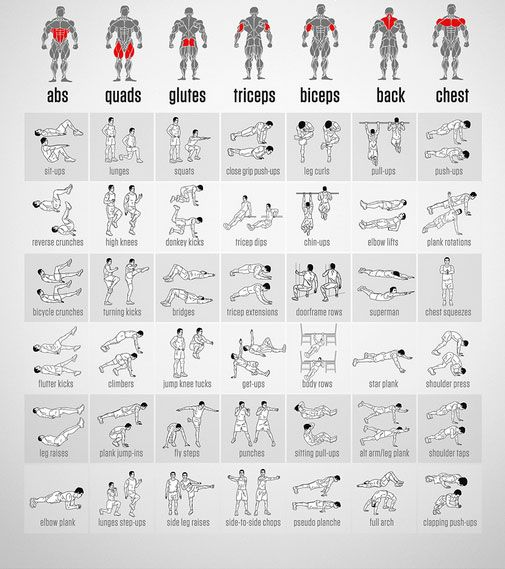 abs quads glutes triceps biceps back chest
sit-ups lunges squats close grip push-ups leg curls pull-ups push-ups
reverse crunches high knees donkey kicks tricep dips chin-ups elbow lifts plank rotations
bicycle crunches turning kicks bridges tricep extensions doorframe rows superman chest squeezes
flutter kicks climbers jump knee tucks get-ups body rows star plank shoulder press
leg raises plank jump-ins fly steps punches sitting pull-ups alt arm/leg plank shoulder taps
elbow plank lunges step-ups side leg raises side-to-side chops pseudo planche full arch clapping push-ups